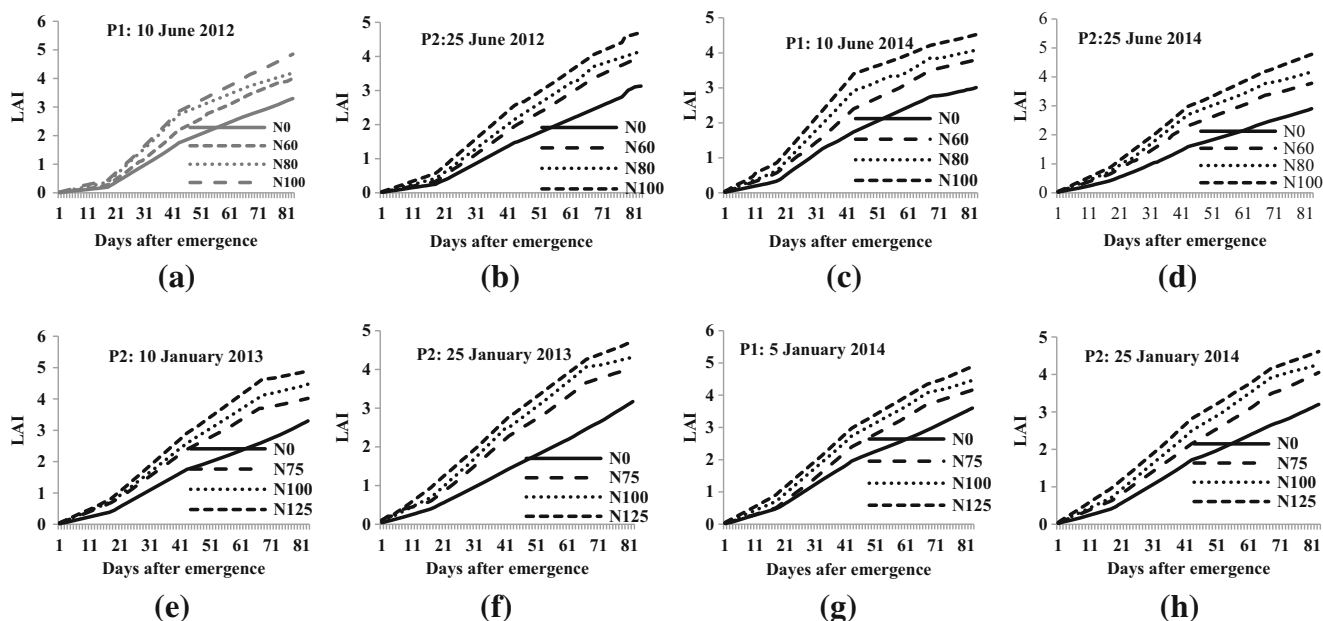 P1: 10 June 2012
LAI
6
5
4
3
2
1
0
N0
N60
N80
N100
1 11 21 31 41 51 61 71 81
Days after emergence
(a)
P2:25 June 2012
LAI
5
4
3
2
1
0
N0
N60
N80
N100
1 11 21 31 41 51 61 71 81
Days after emergence
(b)
P1: 10 June 2014
LAI
5
4
3
2
1
0
N0
N60
N80
N100
1 11 21 31 41 51 61 71 81
Days after emergence
(c)
P2:25 June 2014
LAI
6
5
4
3
2
1
0
N0
N60
N80
N100
1 11 21 31 41 51 61 71 81
Days after emergence
(d)
P2: 10 January 2013
LAI
6
5
4
3
2
1
0
N0
N75
N100
N125
1 11 21 31 41 51 61 71 81
Days after emergence
(e)
P2: 25 January 2013
LAI
5
4
3
2
1
0
N0
N75
N100
N125
1 11 21 31 41 51 61 71 81
Days after emergence
(f)
P1: 5 January 2014
LAI
6
5
4
3
2
1
0
N0
N75
N100
N125
1 11 21 31 41 51 61 71 81
Days afer emergence
(g)
P2: 25 January 2014
LAI
5
4
3
2
1
0
N0
N75
N100
N125
1 11 21 31 41 51 61 71 81
Days after emergence
(h)